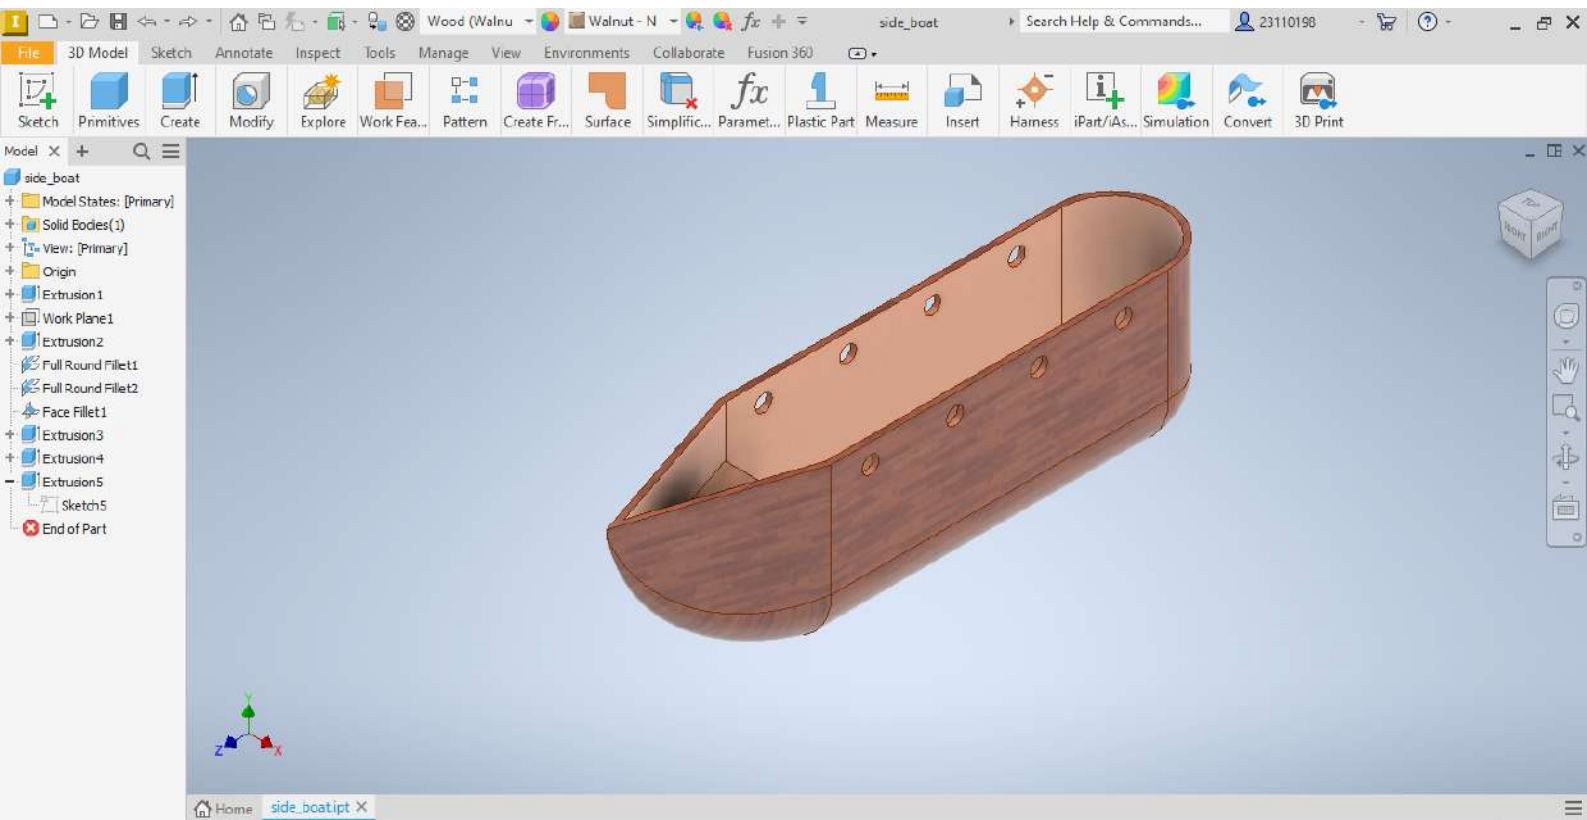 I Wood (Walnu Walnut - N fx side_boat Search Help & Commands... 23110198 ?
File 3D Model Sketch Annotate Inspect Tools Manage View Environments Collaborate Fusion 360
fx
Sketch Primitives Create Modify Explore Work Fea... Pattern Create Fr... Surface Simplific... Paramet... Plastic Part Measure Insert Harness iPart/iAs... Simulation Convert 3D Print
Model
side_boat
Model States: [Primary]
Solid Bodies(1)
View: [Primary]
Origin
Extrusion1
Work Plane1
Extrusion2
Full Round Fillet1
Full Round Fillet2
Face Fillet1
Extrusion3
Extrusion4
Extrusion5
Sketch5
End of Part
Y
Z X
Home side_boat.ipt